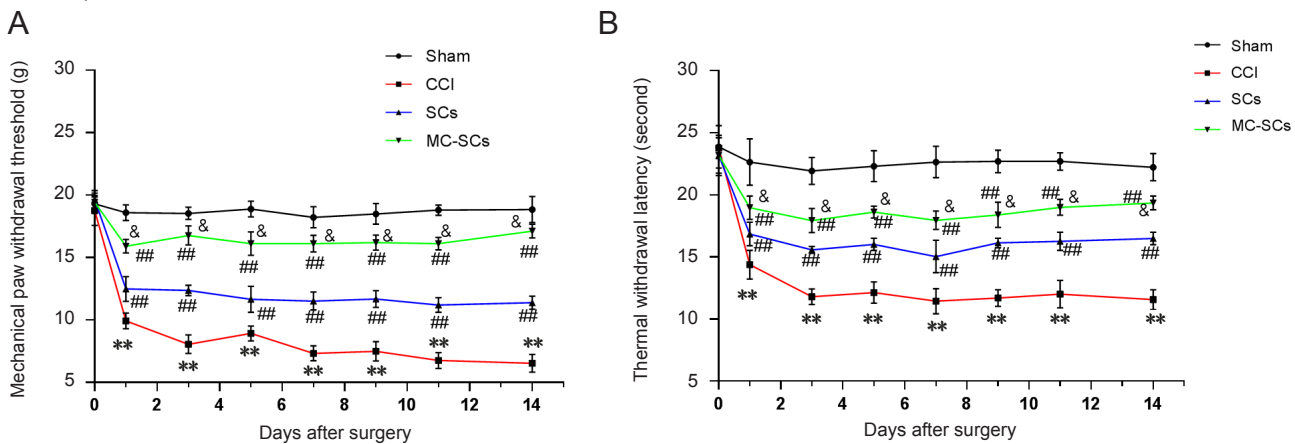 A
Mechanical paw withdrawal threshold (g)
30
25
20
15
10
5
Sham
CCI
SCs
MC-SCs
& & & & & & &
## ## ## ## ## ## ##
## ## ## ## ## ## ##
** ** ** ** ** ** **
0 2 4 6 8 10 12 14
Days after surgery
B
Thermal withdrawal latency (second)
30
25
20
15
10
5
Sham
CCI
SCs
MC-SCs
## ## ##
& & & & & & &
## ## ## ##
## ## ## ## ## ## ##
** ** ** ** ** ** **
0 2 4 6 8 10 12 14
Days after surgery